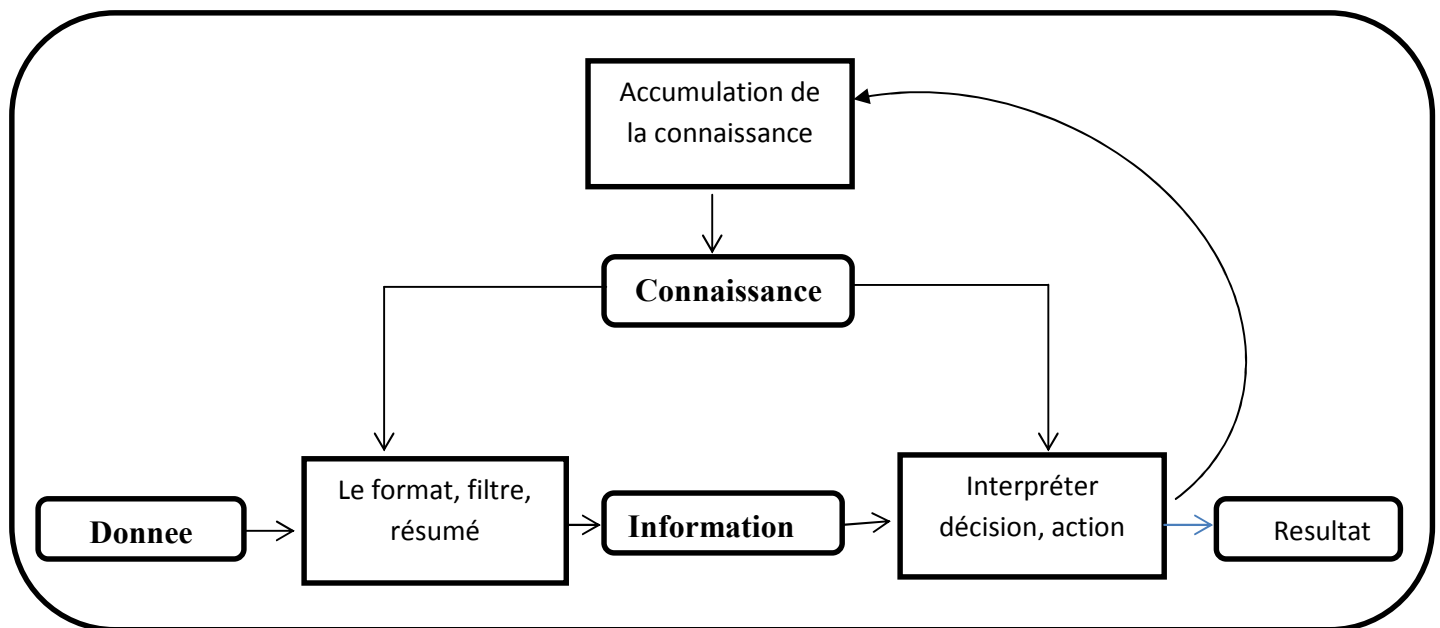 Accumulation de
la connaissance
Connaissance
Donnee
Le format, filtre,
résumé
Information
Interpréter
décision, action
Resultat